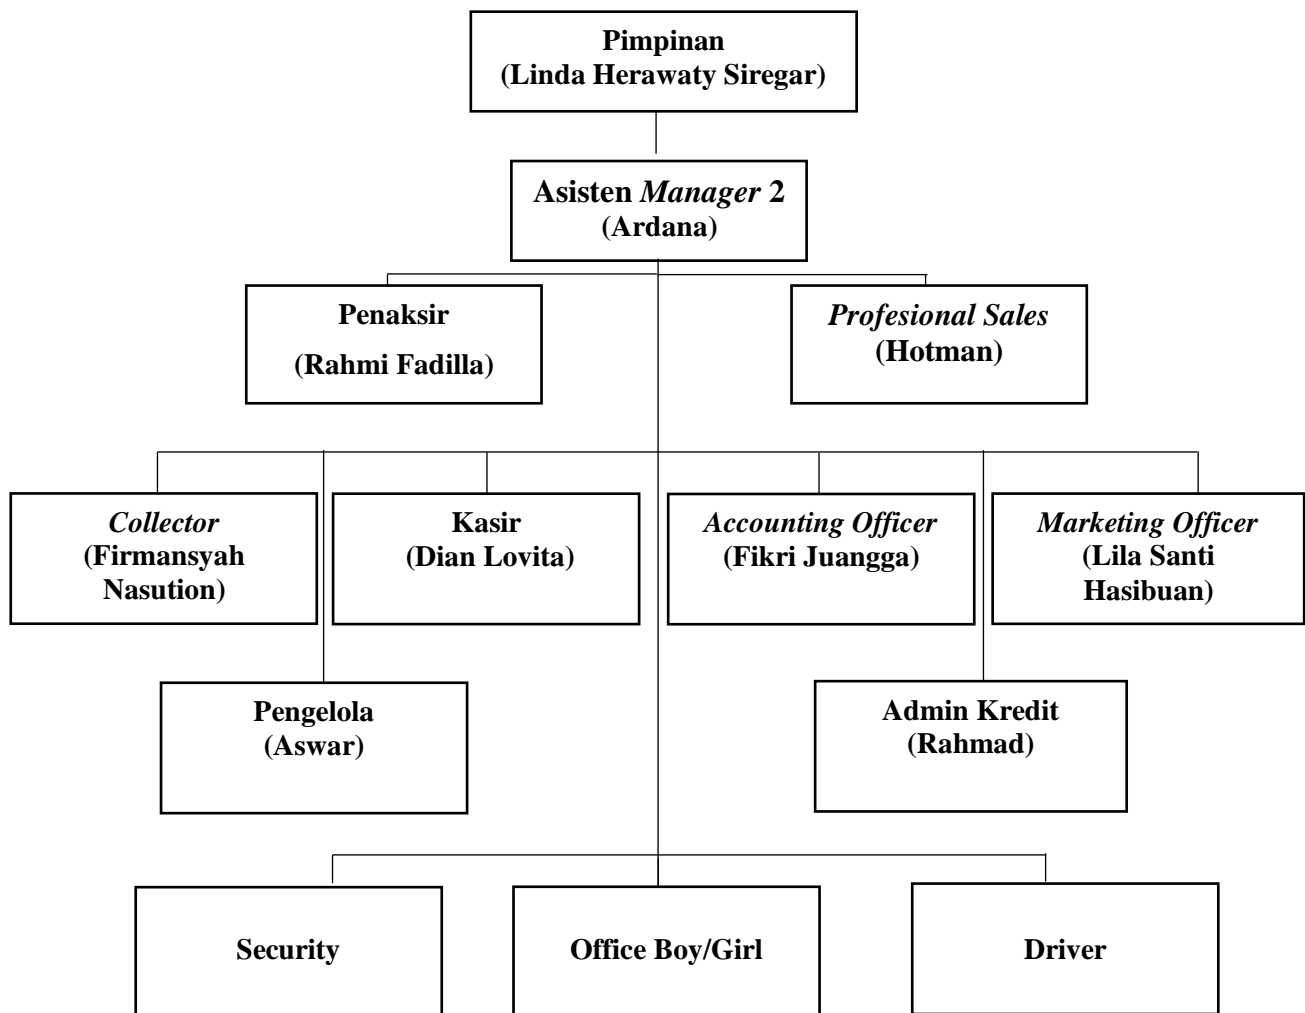 Pimpinan
(Linda Herawaty Siregar)
Asisten Manager 2
(Ardana)
Penaksir
(Rahmi Fadilla)
Profesional Sales
(Hotman)
Collector
(Firmansyah
Nasution)
Kasir
(Dian Lovita)
Accounting Officer
(Fikri Juangga)
Marketing Officer
(Lila Santi
Hasibuan)
Pengelola
(Aswar)
Admin Kredit
(Rahmad)
Security
Office Boy/Girl
Driver